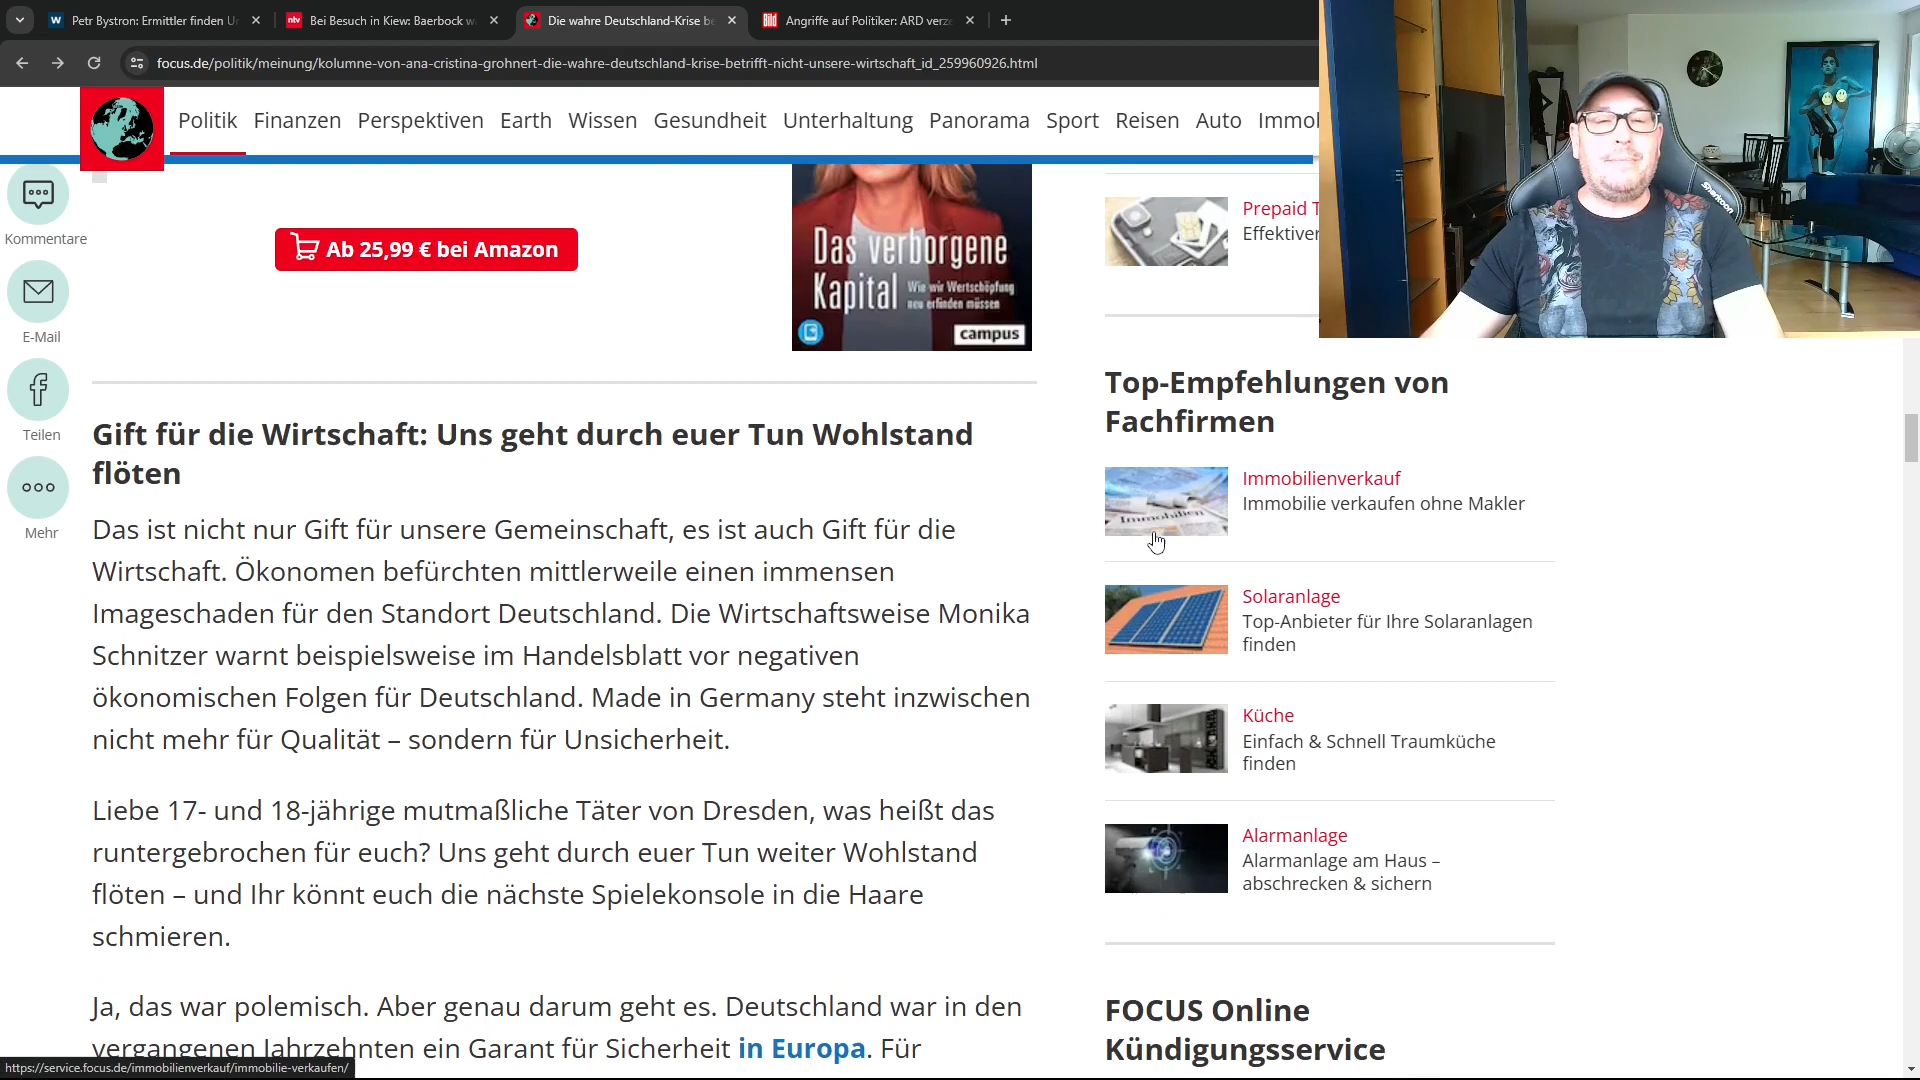 Petr Bystron: Ermittler finden U
Bei Besuch in Kiew: Baerbock w
Die wahre Deutschland-Krise be
Angriffe auf Politiker: ARD verze
focus.de/politik/meinung/kolumne-von-ana-cristina-grohnert-die-wahre-deutschland-krise-betrifft-nicht-unsere-wirtschaft_id_259960926.html
Politik Finanzen Perspektiven Earth Wissen Gesundheit Unterhaltung Panorama Sport Reisen Auto Immo
Kommentare
E-Mail
Teilen
Mehr
Ab 25,99 € bei Amazon
Das verborgene
Kapital
Wie wir Wertschöpfung
neu erfinden müssen
campus
Gift für die Wirtschaft: Uns geht durch euer Tun Wohlstand
flöten
Das ist nicht nur Gift für unsere Gemeinschaft, es ist auch Gift für die
Wirtschaft. Ökonomen befürchten mittlerweile einen immensen
Imageschaden für den Standort Deutschland. Die Wirtschaftsweise Monika
Schnitzer warnt beispielsweise im Handelsblatt vor negativen
ökonomischen Folgen für Deutschland. Made in Germany steht inzwischen
nicht mehr für Qualität – sondern für Unsicherheit.
Liebe 17- und 18-jährige mutmaßliche Täter von Dresden, was heißt das
runtergebrochen für euch? Uns geht durch euer Tun weiter Wohlstand
flöten – und Ihr könnt euch die nächste Spielekonsole in die Haare
schmieren.
Ja, das war polemisch. Aber genau darum geht es. Deutschland war in den
vergangenen Jahrzehnten ein Garant für Sicherheit in Europa. Für
Prepaid T
Effektiver
Top-Empfehlungen von
Fachfirmen
Immobilien
Immobilienverkauf
Immobilie verkaufen ohne Makler
Solaranlage
Top-Anbieter für Ihre Solaranlagen
finden
Küche
Einfach & Schnell Traumküche
finden
Alarmanlage
Alarmanlage am Haus –
abschrecken & sichern
FOCUS Online
Kündigungsservice
https://service.focus.de/immobilienverkauf/immobilie-verkaufen/
W
ntv
Bild
Sharkoon